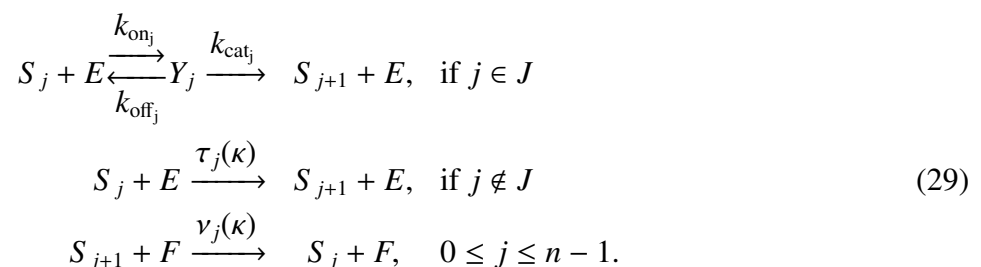 S_j + E ⇄[k_{on_j}][k_{off_j}] Y_j →[k_{cat_j}] S_{j+1} + E, if j ∈ J
S_j + E →[τ_j(κ)] S_{j+1} + E, if j ∉ J (29)
S_{j+1} + F →[ν_j(κ)] S_j + F, 0 ≤ j ≤ n − 1.